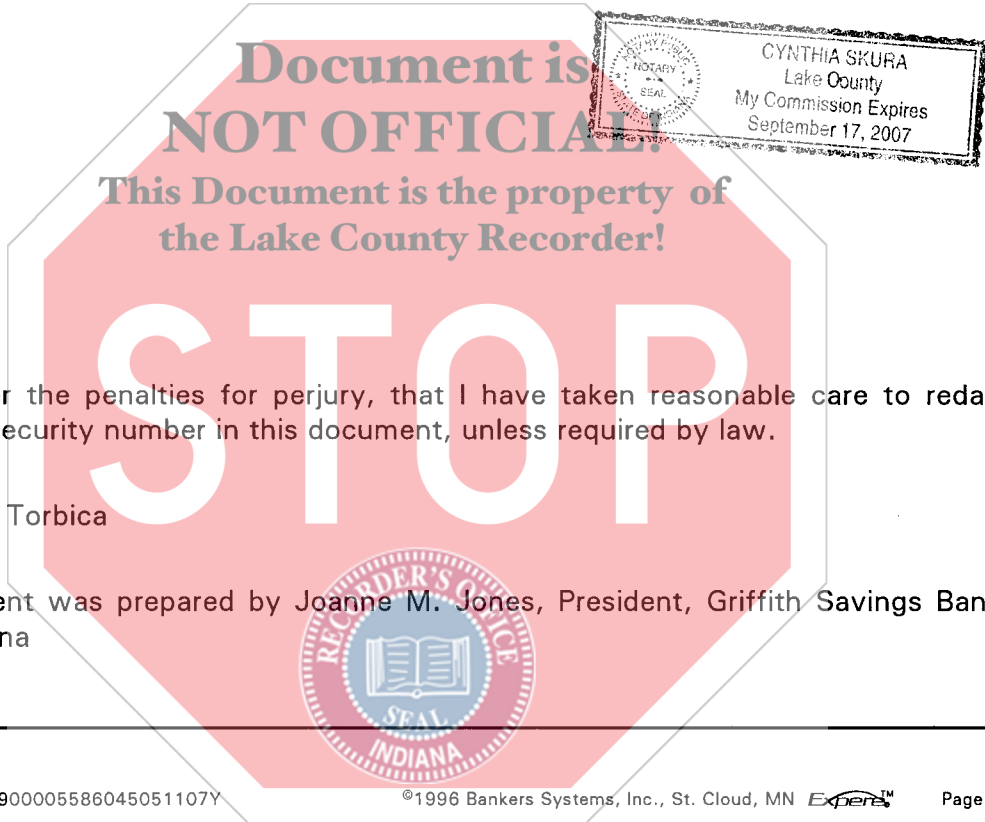 Document is
NOT OFFICIAL!
This Document is the property of
the Lake County Recorder!
NOTARY
SEAL
CYNTHIA SKURA
Lake County
My Commission Expires
September 17, 2007
STOP
r the penalties for perjury, that I have taken reasonable care to reda
ecurity number in this document, unless required by law.
Torbica
ent was prepared by Joanne M. Jones, President, Griffith Savings Ban
na
RECORDER'S OFFICE
SEAL
INDIANA
900005586045051107Y
©1996 Bankers Systems, Inc., St. Cloud, MN Expere™
Page